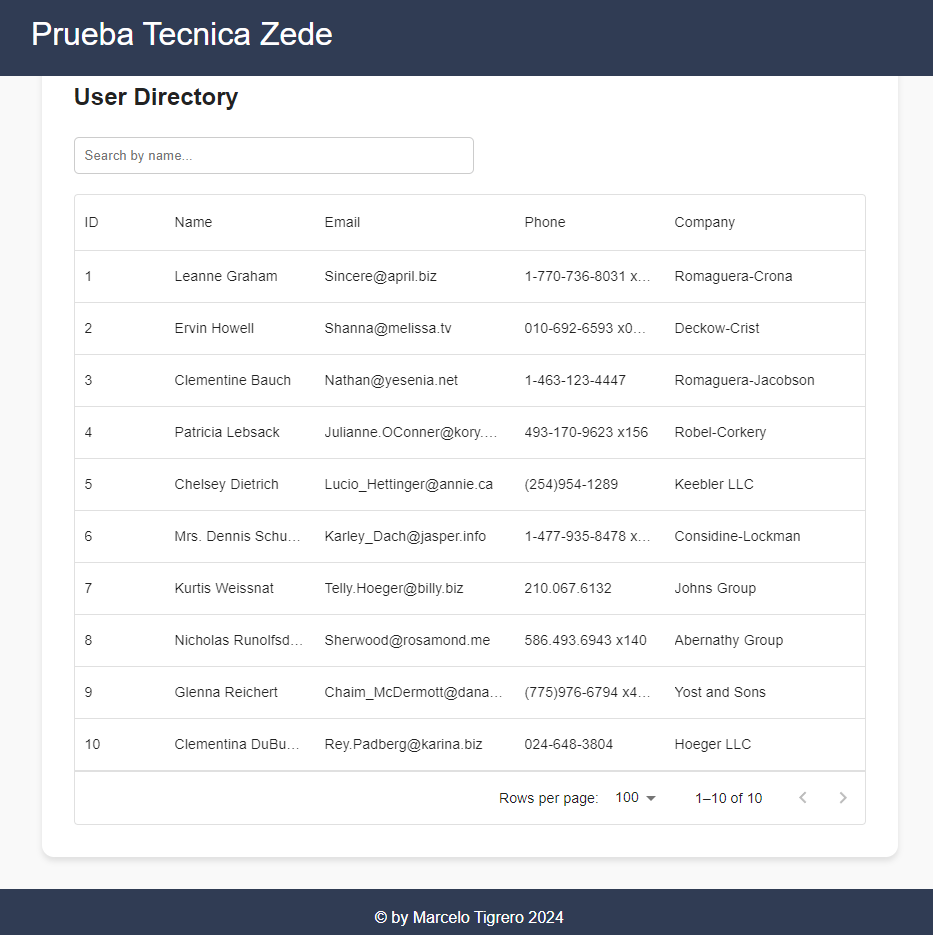 Prueba Tecnica Zede
User Directory
Search by name...
ID Name Email Phone Company
1 Leanne Graham Sincere@april.biz 1-770-736-8031 x... Romaguera-Crona
2 Ervin Howell Shanna@melissa.tv 010-692-6593 x0... Deckow-Crist
3 Clementine Bauch Nathan@yesenia.net 1-463-123-4447 Romaguera-Jacobson
4 Patricia Lebsack Julianne.OConner@kory.... 493-170-9623 x156 Robel-Corkery
5 Chelsey Dietrich Lucio_Hettinger@annie.ca (254)954-1289 Keebler LLC
6 Mrs. Dennis Schu... Karley_Dach@jasper.info 1-477-935-8478 x... Considine-Lockman
7 Kurtis Weissnat Telly.Hoeger@billy.biz 210.067.6132 Johns Group
8 Nicholas Runolfsd... Sherwood@rosamond.me 586.493.6943 x140 Abernathy Group
9 Glenna Reichert Chaim_McDermott@dana... (775)976-6794 x4... Yost and Sons
10 Clementina DuBu... Rey.Padberg@karina.biz 024-648-3804 Hoeger LLC
Rows per page: 100 1–10 of 10
© by Marcelo Tigrero 2024